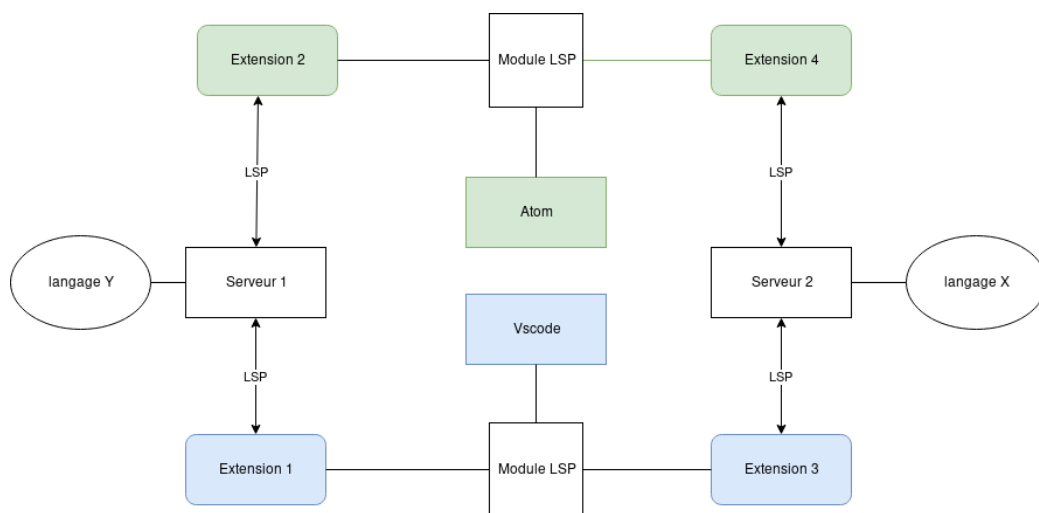 Extension 2
Module LSP
Extension 4
LSP
LSP
Atom
langage Y
Serveur 1
Serveur 2
langage X
Vscode
LSP
LSP
Extension 1
Module LSP
Extension 3